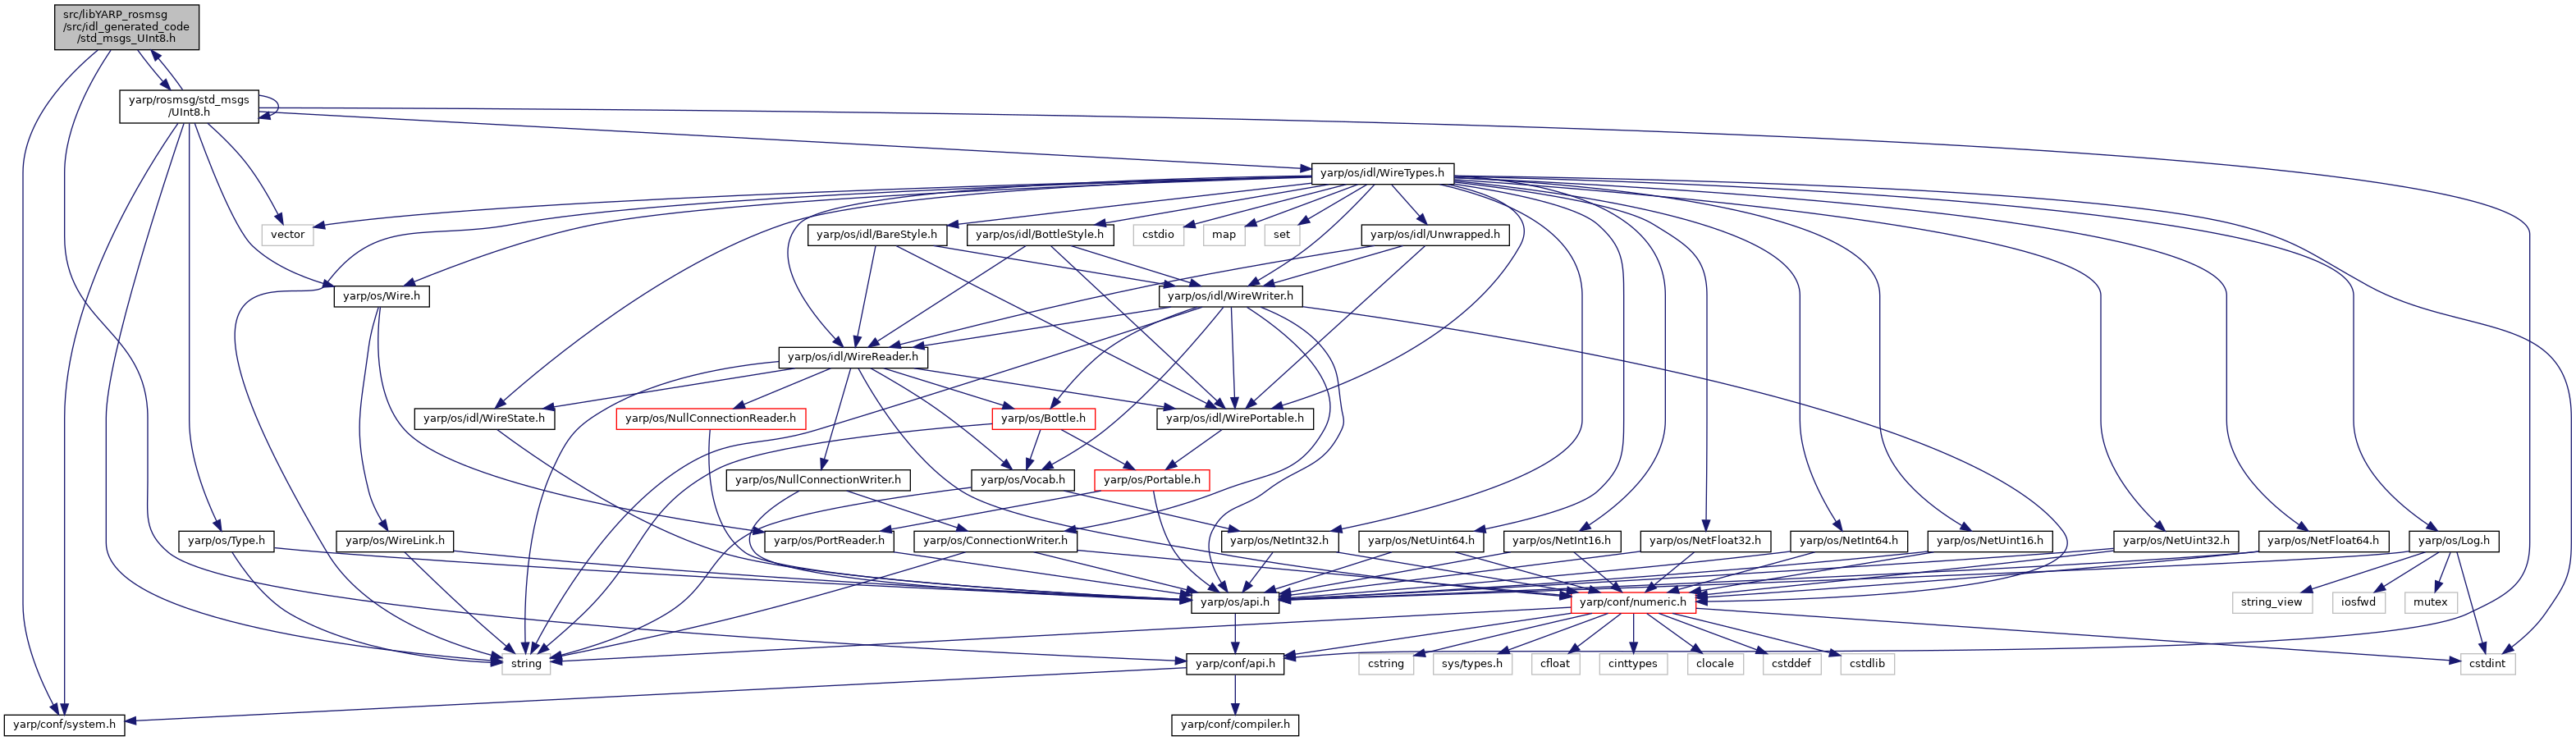 src/libYARP_rosmsg
/src/idl_generated_code
/std_msgs_UInt8.h
yarp/rosmsg/std_msgs
/UInt8.h
yarp/os/idl/WireTypes.h
vector
yarp/os/idl/BareStyle.h
yarp/os/idl/BottleStyle.h
cstdio
map
set
yarp/os/idl/Unwrapped.h
yarp/os/Wire.h
yarp/os/idl/WireWriter.h
yarp/os/idl/WireReader.h
yarp/os/idl/WireState.h
yarp/os/NullConnectionReader.h
yarp/os/Bottle.h
yarp/os/idl/WirePortable.h
yarp/os/NullConnectionWriter.h
yarp/os/Vocab.h
yarp/os/Portable.h
yarp/os/Type.h
yarp/os/WireLink.h
yarp/os/PortReader.h
yarp/os/ConnectionWriter.h
yarp/os/NetInt32.h
yarp/os/NetUint64.h
yarp/os/NetInt16.h
yarp/os/NetFloat32.h
yarp/os/NetInt64.h
yarp/os/NetUint16.h
yarp/os/NetUint32.h
yarp/os/NetFloat64.h
yarp/os/Log.h
yarp/os/api.h
yarp/conf/numeric.h
string_view
iosfwd
mutex
string
yarp/conf/api.h
cstring
sys/types.h
cfloat
cinttypes
clocale
cstddef
cstdlib
cstdint
yarp/conf/system.h
yarp/conf/compiler.h